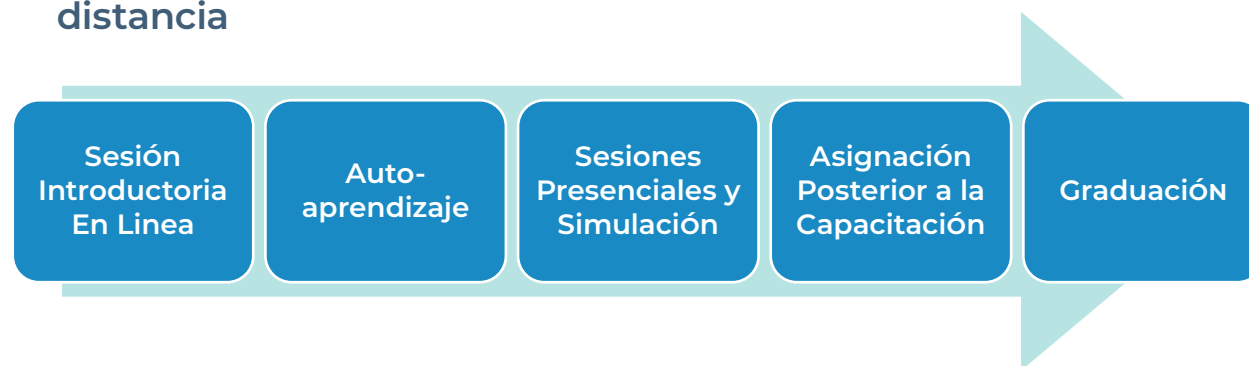 distancia
Sesión
Introductoria
En Linea
Auto-
aprendizaje
Sesiones
Presenciales y
Simulación
Asignación
Posterior a la
Capacitación
Graduacióɴ